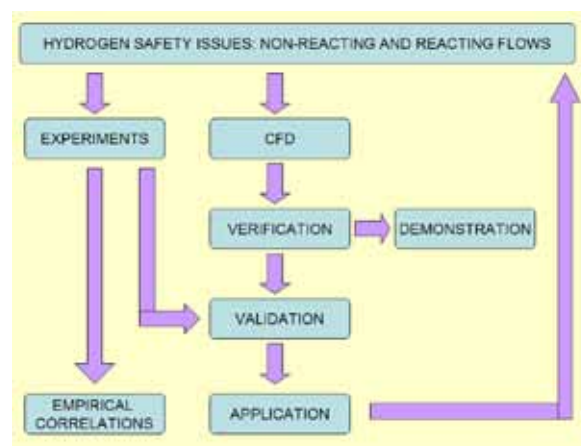 HYDROGEN SAFETY ISSUES: NON-REACTING AND REACTING FLOWS
EXPERIMENTS
CFD
VERIFICATION
DEMONSTRATION
VALIDATION
EMPIRICAL
CORRELATIONS
APPLICATION